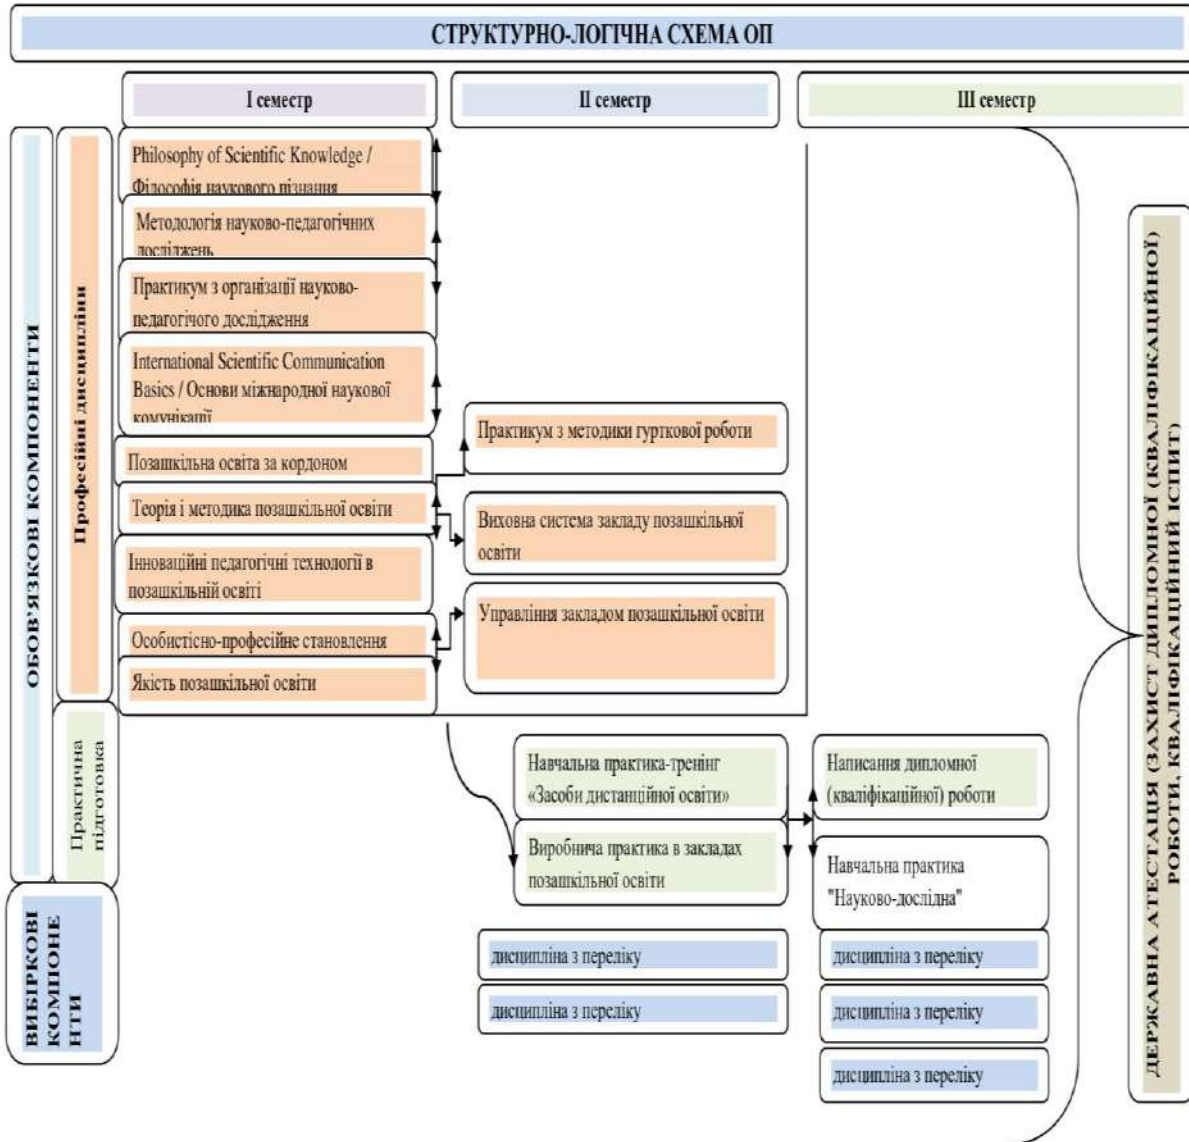 СТРУКТУРНО-ЛОГІЧНА СХЕМА ОП
І семестр
ІІ семестр
ІІІ семестр
ОБОВ'ЯЗКОВІ КОМПОНЕНТИ
Професійні дисципліни
Philosophy of Scientific Knowledge /
Філософія наукового пізнання
Методологія науково-педагогічних
досліджень
Практикум з організації науково-
педагогічого дослідження
International Scientific Communication
Basics / Основи міжнародної наукової
комунікації
Позашкільна освіта за кордоном
Теорія і методика позашкільної освіти
Інноваційні педагогічні технології в
позашкільній освіті
Особистісно-професійне становлення
Якість позашкільної освіти
Практикум з методики гурткової роботи
Виховна система закладу позашкільної
освіти
Управління закладом позашкільної освіти
Практична
підготовка
Навчальна практика-тренінг
«Засоби дистанційної освіти»
Виробнича практика в закладах
позашкільної освіти
Написання дипломної
(кваліфікаційної) роботи
Навчальна практика
"Науково-дослідна"
ВИБІРКОВІ
КОМПОНЕ
НТИ
дисципліна з переліку
дисципліна з переліку
дисципліна з переліку
дисципліна з переліку
дисципліна з переліку
ДЕРЖАВНА АТЕСТАЦІЯ (ЗАХИСТ ДИПЛОМНОЇ (КВАЛІФІКАЦІЙНОЇ)
РОБОТИ, КВАЛІФІКАЦІЙНИЙ ІСПИТ)